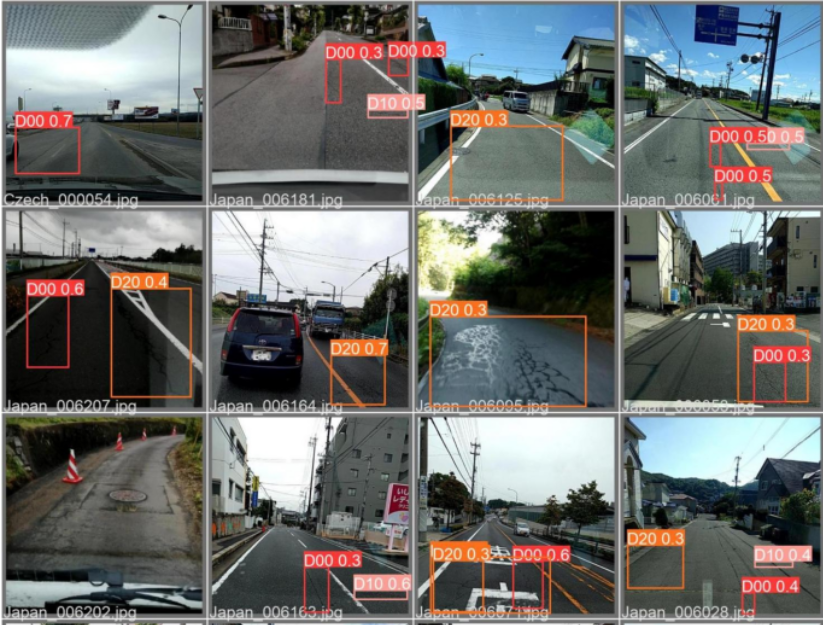 D00 0.7
Czech_000054.jpg
D00 0.3
D00 0.3
D10 0.5
Japan_006181.jpg
D20 0.3
Japan_006125.jpg
D00 0.5
0.5
D00 0.5
Japan_006061.jpg
D00 0.6
D20 0.4
Japan_006207.jpg
D20 0.7
Japan_006164.jpg
D20 0.3
Japan_006095.jpg
D20 0.3
D00 0.3
Japan_006202.jpg
D00 0.3
D10 0.6
Japan_006163.jpg
D20 0.3
D00 0.6
D20 0.3
D10 0.4
D00 0.4
Japan_006028.jpg